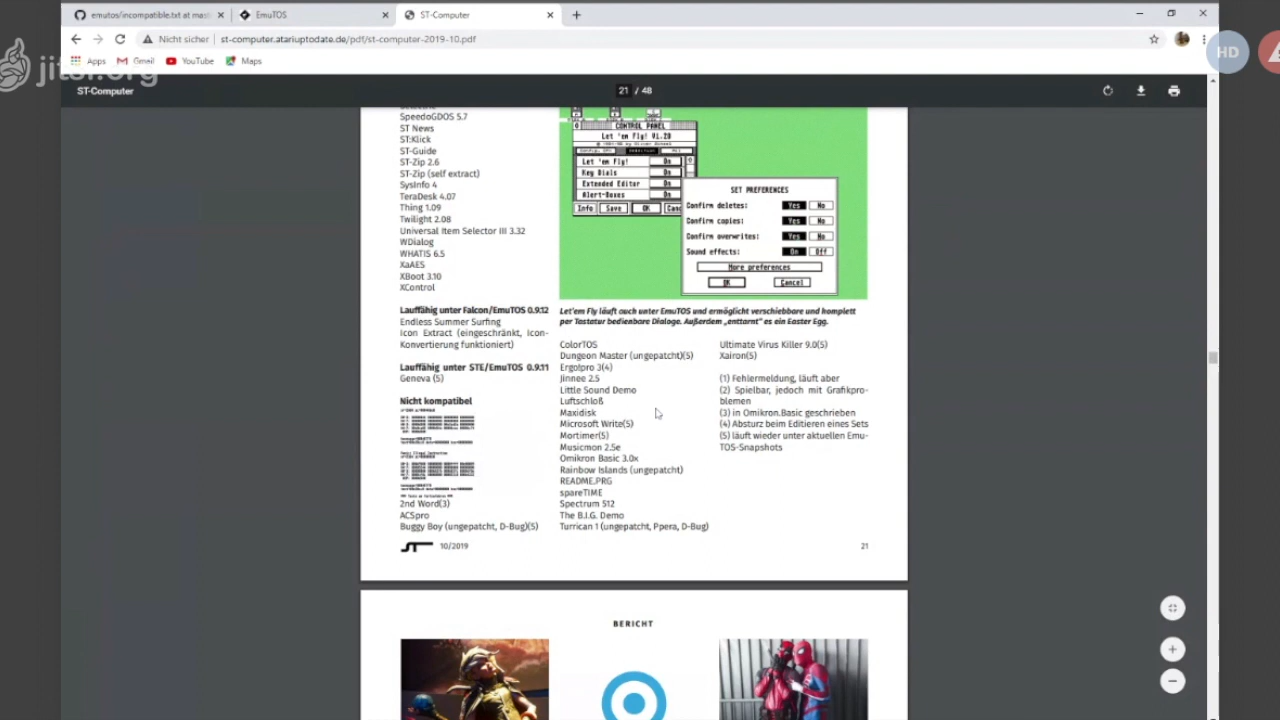 emutos/incompatible.txt at mast
EmuTOS
ST-Computer
Nicht sicher
st-computer.atariuptodate.de/pdf/st-computer-2019-10.pdf
Apps
Gmail
YouTube
Maps
HD
ST-Computer
21 / 48
SpeedoGDOS 5.7
ST News
ST:Klick
ST-Guide
ST-Zip 2.6
ST-Zip (self extract)
SysInfo 4
TeraDesk 4.07
Thing 1.09
Twilight 2.08
Universal Item Selector III 3.32
WDialog
WHATIS 6.5
XaAES
XBoot 3.10
XControl
Lauffähig unter Falcon/EmuTOS 0.9.12
Endless Summer Surfing
Icon Extract (eingeschränkt, Icon-
Konvertierung funktioniert)
Lauffähig unter STE/EmuTOS 0.9.11
Geneva (5)
Nicht kompatibel
2nd Word(3)
ACSpro
Buggy Boy (ungepatcht, D-Bug)(5)
CONTROL PANEL
Let 'em Fly! V1.20
Let 'em Fly!
On
Key Dials
On
Extended Editor
On
Alert-Boxes
On
Info
Save
OK
Canc
SET PREFERENCES
Confirm deletes:
Yes
No
Confirm copies:
Yes
No
Confirm overwrites:
Yes
No
Sound effects:
On
Off
More preferences
OK
Cancel
Let'em Fly läuft auch unter EmuTOS und ermöglicht verschiebbare und komplett
per Tastatur bedienbare Dialoge. Außerdem „enttarnt“ es ein Easter Egg.
ColorTOS
Dungeon Master (ungepatcht)(5)
Ergo!pro 3(4)
Jinnee 2.5
Little Sound Demo
Luftschloß
Maxidisk
Microsoft Write(5)
Mortimer(5)
Musicmon 2.5e
Omikron Basic 3.0x
Rainbow Islands (ungepatcht)
README.PRG
spareTIME
Spectrum 512
The B.I.G. Demo
Turrican 1 (ungepatcht, Ppera, D-Bug)
Ultimate Virus Killer 9.0(5)
Xairon(5)
(1) Fehlermeldung, läuft aber
(2) Spielbar, jedoch mit Grafikpro-
blemen
(3) in Omikron.Basic geschrieben
(4) Absturz beim Editieren eines Sets
(5) läuft wieder unter aktuellen Emu-
TOS-Snapshots
ST 10/2019
21
BERICHT